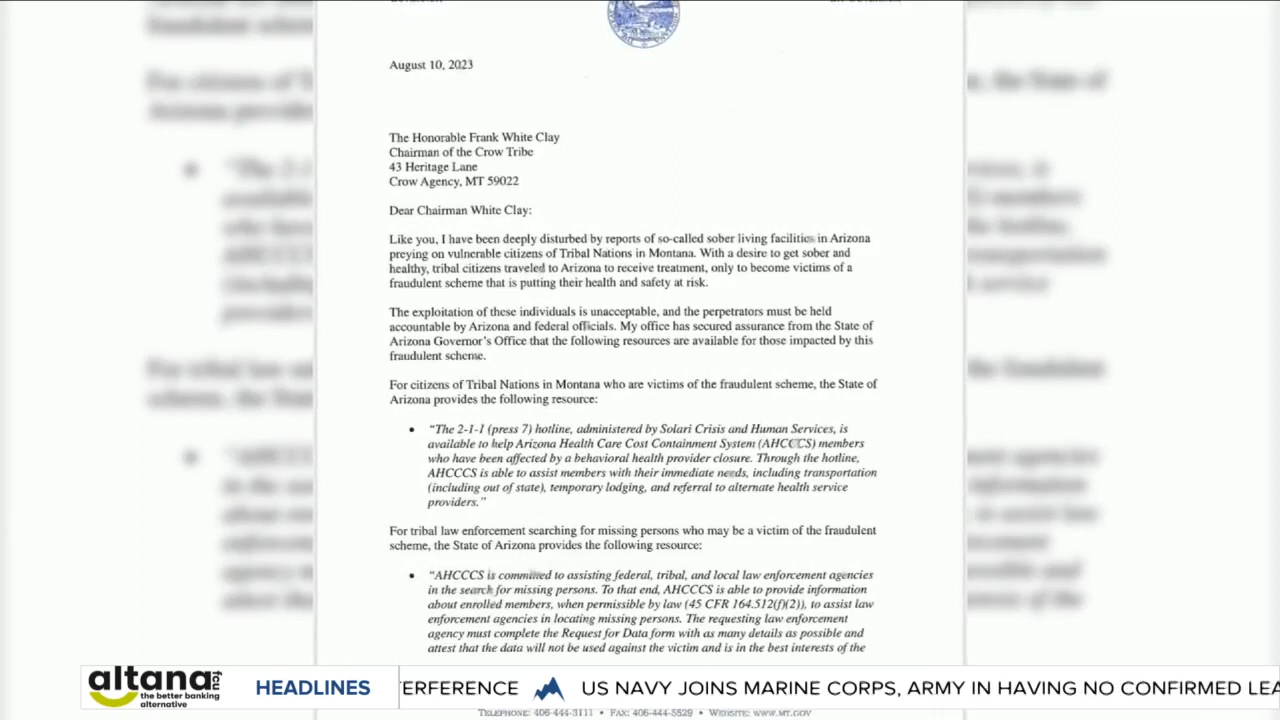 August 10, 2023
The Honorable Frank White Clay
Chairman of the Crow Tribe
43 Heritage Lane
Crow Agency, MT 59022
Dear Chairman White Clay:
Like you, I have been deeply disturbed by reports of so-called sober living facilities in Arizona
preying on vulnerable citizens of Tribal Nations in Montana. With a desire to get sober and
healthy, tribal citizens traveled to Arizona to receive treatment, only to become victims of a
fraudulent scheme that is putting their health and safety at risk.
The exploitation of these individuals is unacceptable, and the perpetrators must be held
accountable by Arizona and federal officials. My office has secured assurance from the State of
Arizona Governor's Office that the following resources are available for those impacted by this
fraudulent scheme.
For citizens of Tribal Nations in Montana who are victims of the fraudulent scheme, the State of
Arizona provides the following resource:
• "The 2-1-1 (press 7) hotline, administered by Solari Crisis and Human Services, is
available to help Arizona Health Care Cost Containment System (AHCCCS) members
who have been affected by a behavioral health provider closure. Through the hotline,
AHCCCS is able to assist members with their immediate needs, including transportation
(including out of state), temporary lodging, and referral to alternate health service
providers."
For tribal law enforcement searching for missing persons who may be a victim of the fraudulent
scheme, the State of Arizona provides the following resource:
• "AHCCCS is committed to assisting federal, tribal, and local law enforcement agencies
in the search for missing persons. To that end, AHCCCS is able to provide information
about enrolled members, when permissible by law (45 CFR 164.512(f)(2)), to assist law
enforcement agencies in locating missing persons. The requesting law enforcement
agency must complete the Request for Data form with as many details as possible and
attest that the data will not be used against the victim and is in the best interests of the
altana fcu
the better banking
alternative
HEADLINES
ERFERENCE
US NAVY JOINS MARINE CORPS, ARMY IN HAVING NO CONFIRMED LEA
TELEPHONE: 406-444-3111 • FAX: 406-444-5529 • WEBSITE: WWW.MT.GOV